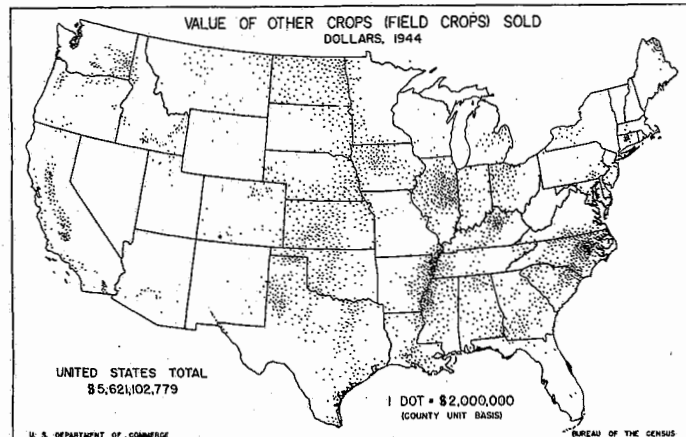 VALUE OF OTHER CROPS (FIELD CROPS) SOLD
DOLLARS, 1944
UNITED STATES TOTAL
$5,621,102,779
1 DOT = $2,000,000
(COUNTY UNIT BASIS)
U. S. DEPARTMENT OF COMMERCE
BUREAU OF THE CENSUS